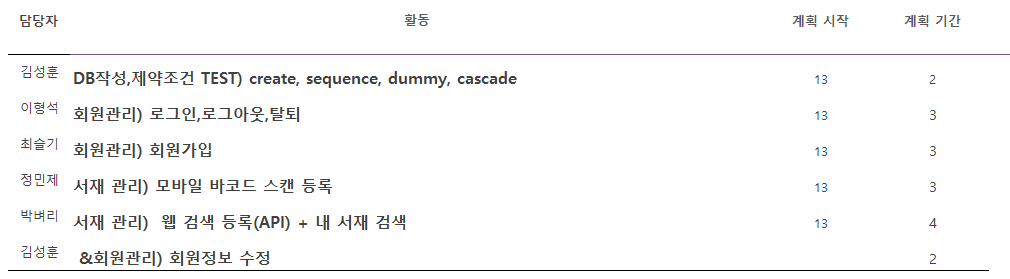 담당자 활동 계획 시작 계획 기간
김성훈 DB작성,제약조건 TEST) create, sequence, dummy, cascade 13 2
이형석 회원관리) 로그인,로그아웃,탈퇴 13 3
최슬기 회원관리) 회원가입 13 3
정민제 서재 관리) 모바일 바코드 스캔 등록 13 3
박벼리 서재 관리) 웹 검색 등록(API) + 내 서재 검색 13 4
김성훈 &회원관리) 회원정보 수정 2